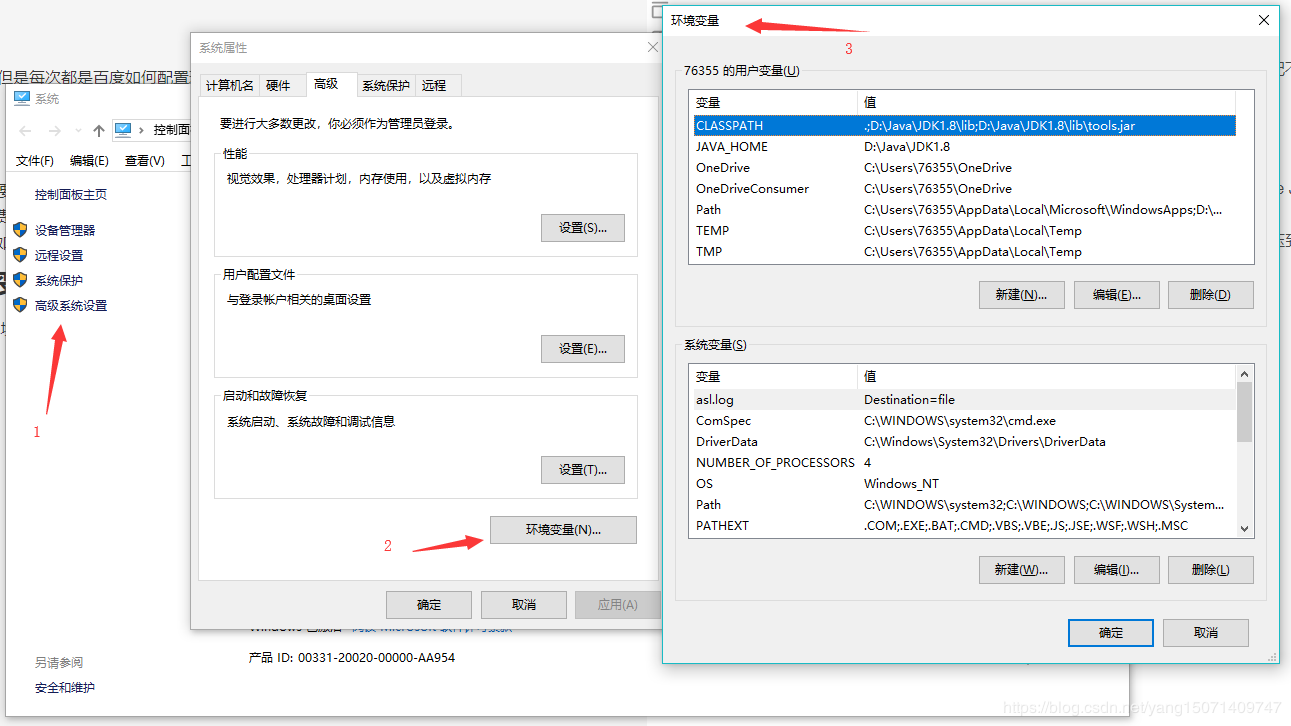 但是每次都是百度如何配置
系统
控制面
文件(F) 编辑(E) 查看(V) 工
控制面板主页
设备管理器
远程设置
系统保护
高级系统设置
1
另请参阅
安全和维护
系统属性
计算机名 硬件 高级 系统保护 远程
要进行大多数更改，你必须作为管理员登录。
性能
视觉效果，处理器计划，内存使用，以及虚拟内存
设置(S)...
用户配置文件
与登录帐户相关的桌面设置
设置(E)...
启动和故障恢复
系统启动、系统故障和调试信息
设置(T)...
环境变量(N)...
2
确定 取消 应用(A)
产品 ID: 00331-20020-00000-AA954
环境变量
3
76355 的用户变量(U)
变量 值
CLASSPATH .;D:\Java\JDK1.8\lib;D:\Java\JDK1.8\lib\tools.jar
JAVA_HOME D:\Java\JDK1.8
OneDrive C:\Users\76355\OneDrive
OneDriveConsumer C:\Users\76355\OneDrive
Path C:\Users\76355\AppData\Local\Microsoft\WindowsApps;D:\...
TEMP C:\Users\76355\AppData\Local\Temp
TMP C:\Users\76355\AppData\Local\Temp
新建(N)... 编辑(E)... 删除(D)
系统变量(S)
变量 值
asl.log Destination=file
ComSpec C:\WINDOWS\system32\cmd.exe
DriverData C:\Windows\System32\Drivers\DriverData
NUMBER_OF_PROCESSORS 4
OS Windows_NT
Path C:\WINDOWS\system32;C:\WINDOWS;C:\WINDOWS\System...
PATHEXT .COM;.EXE;.BAT;.CMD;.VBS;.VBE;.JS;.JSE;.WSF;.WSH;.MSC
新建(W)... 编辑(I)... 删除(L)
确定 取消
https://blog.csdn.net/yang15071409747